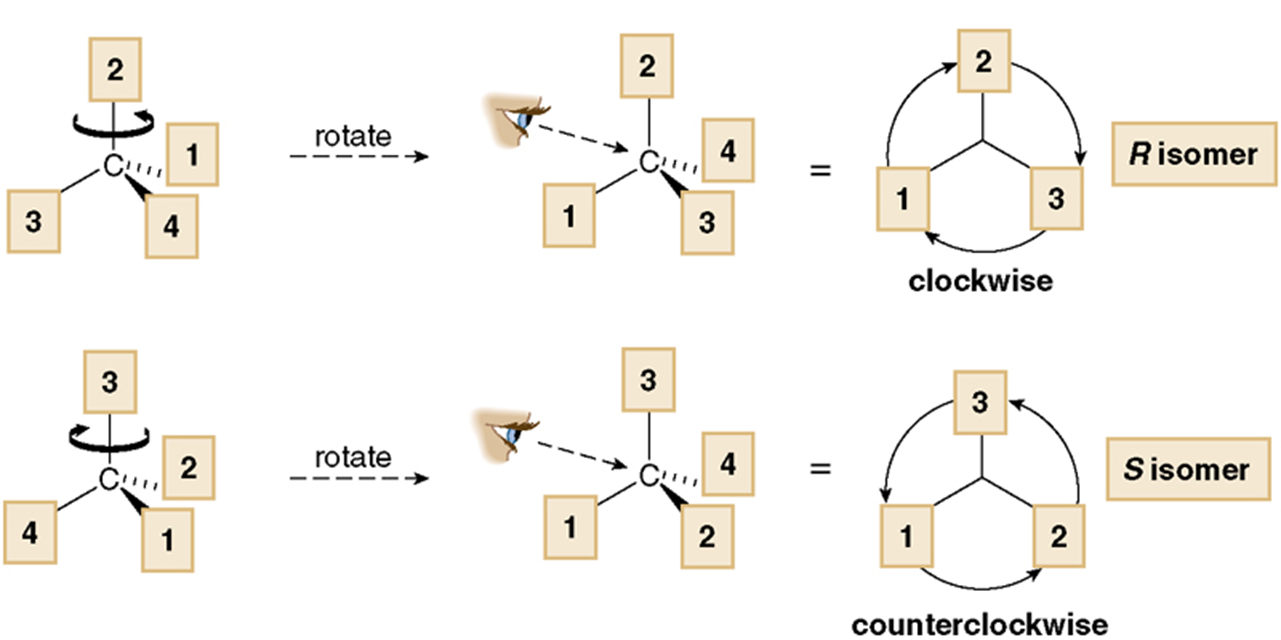 2
C
1
3
4
rotate
2
C
4
1
3
=
2
1
3
clockwise
R isomer
3
C
2
4
1
rotate
3
C
4
1
2
=
3
1
2
counterclockwise
S isomer